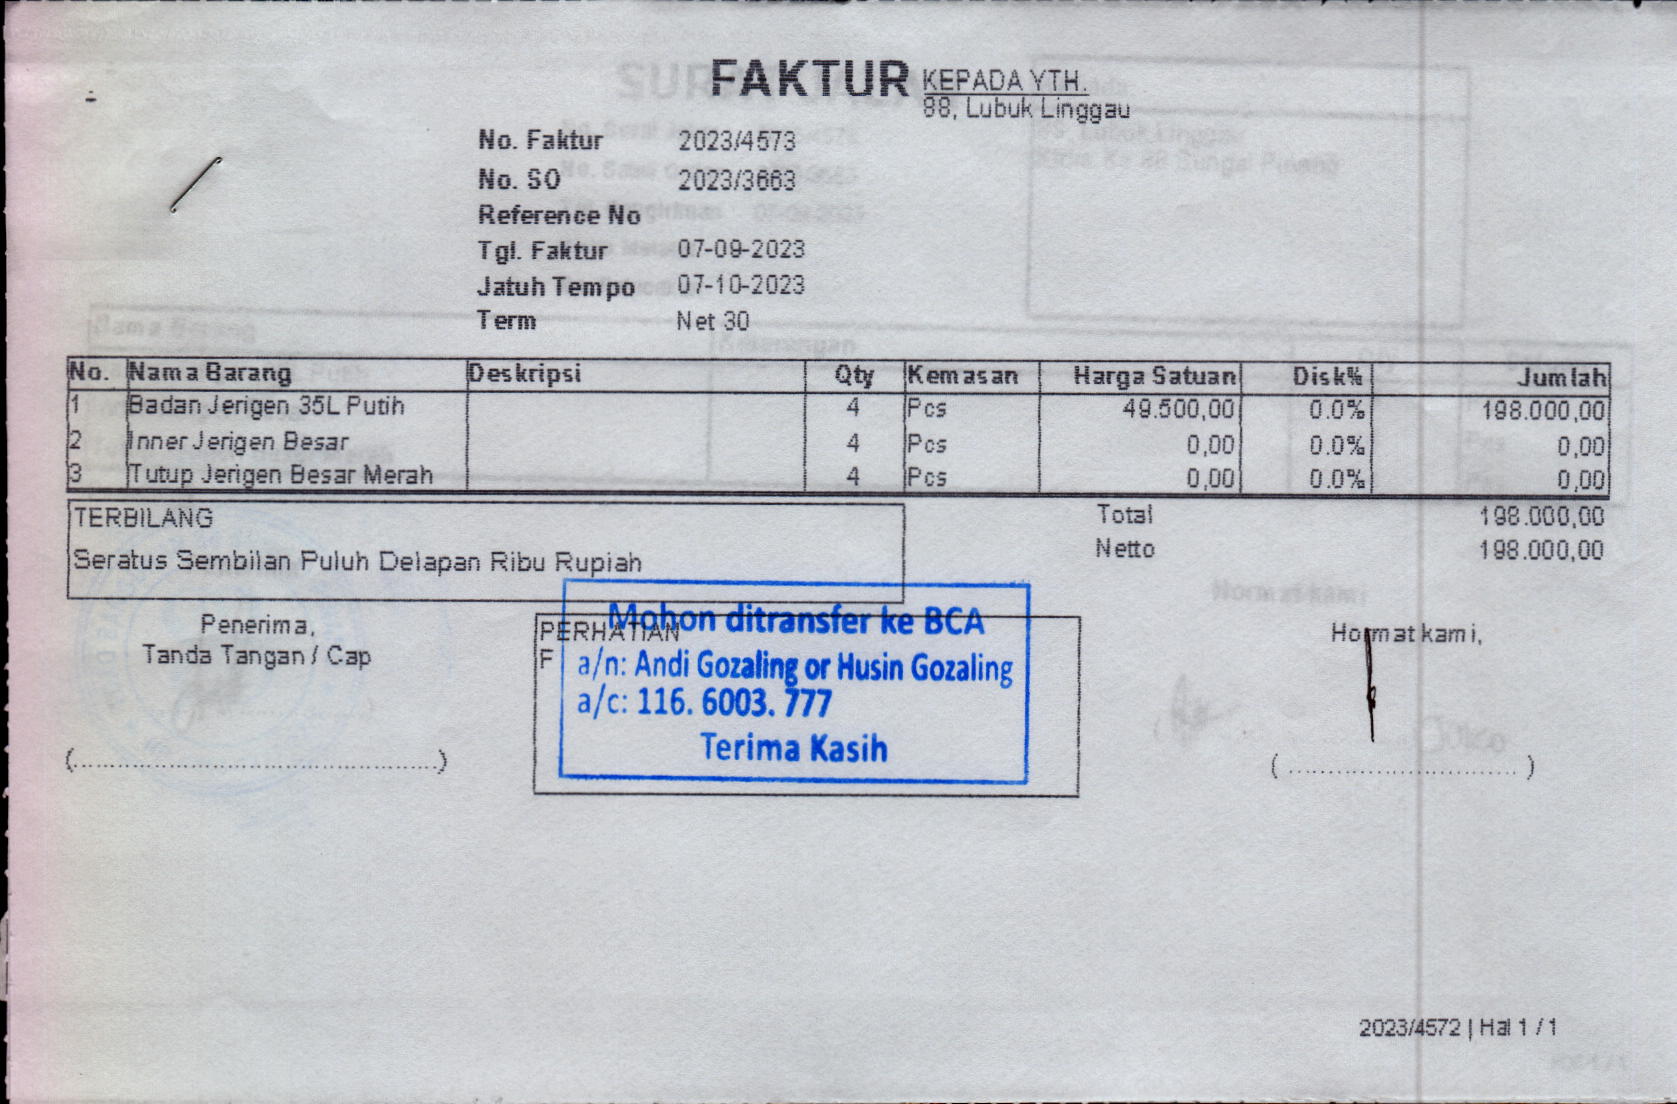 FAKTUR
KEPADA YTH.
88, Lubuk Linggau
No. Faktur 2023/4573
No. SO 2023/3663
Reference No
Tgl. Faktur 07-09-2023
Jatuh Tempo 07-10-2023
Term Net 30
No. Nama Barang Deskripsi Qty Kemasan Harga Satuan Disk% Jumlah
1 Badan Jerigen 35L Putih 4 Pcs 49.500,00 0.0% 198.000,00
2 Inner Jerigen Besar 4 Pcs 0,00 0.0% 0,00
3 Tutup Jerigen Besar Merah 4 Pcs 0,00 0.0% 0,00
TERBILANG
Seratus Sembilan Puluh Delapan Ribu Rupiah
Total 198.000,00
Netto 198.000,00
Penerima,
Tanda Tangan / Cap
(........................................)
PERHATIAN
F
Mohon ditransfer ke BCA
a/n: Andi Gozaling or Husin Gozaling
a/c: 116. 6003. 777
Terima Kasih
Hormat kami,
( ............................ )
2023/4572 | Hal 1 / 1